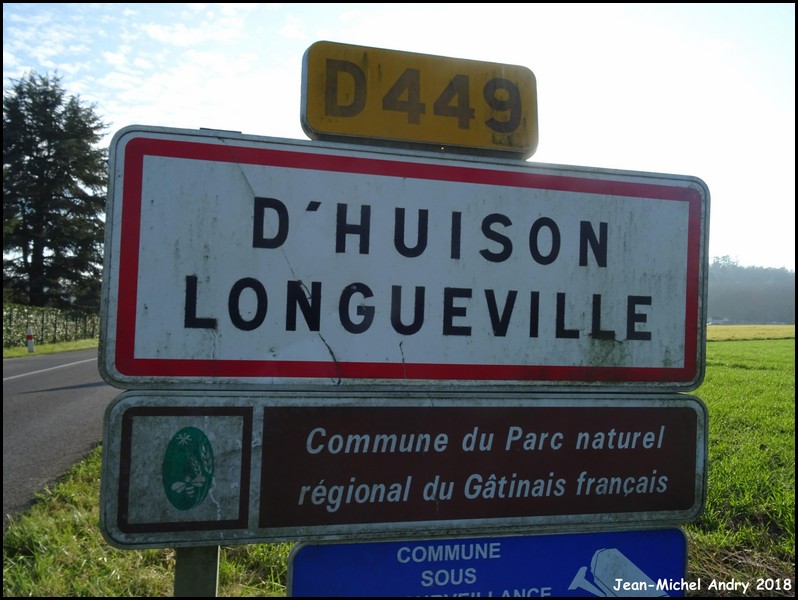 D449
D'HUISON
LONGUEVILLE
Commune du Parc naturel
régional du Gâtinais français
COMMUNE
SOUS
Jean-Michel Andry 2018